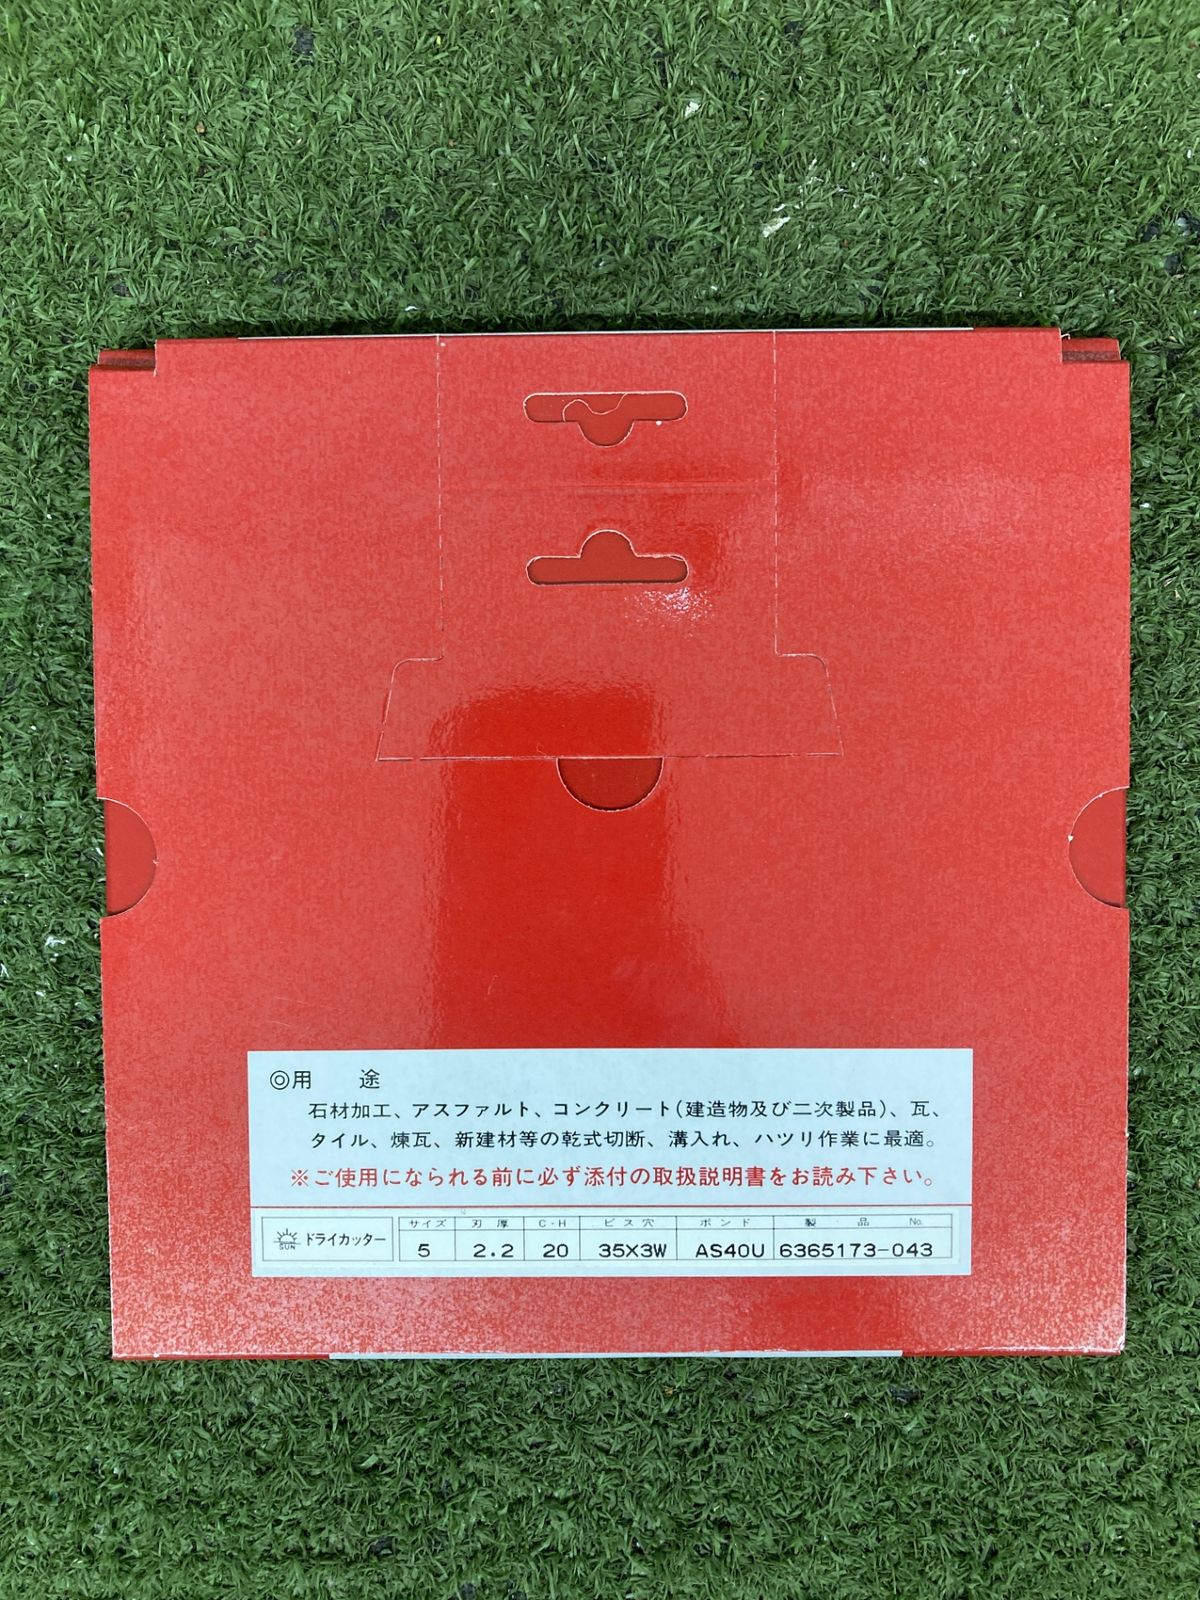 ◎用　途
石材加工、アスファルト、コンクリート(建造物及び二次製品)、瓦、
タイル、煉瓦、新建材等の乾式切断、溝入れ、ハツリ作業に最適。
※ご使用になられる前に必ず添付の取扱説明書をお読み下さい。
サイズ 刃厚 C・H ビス穴 ボンド 製品 No.
SUN ドライカッター 5 2.2 20 35X3W AS40U 6365173-043